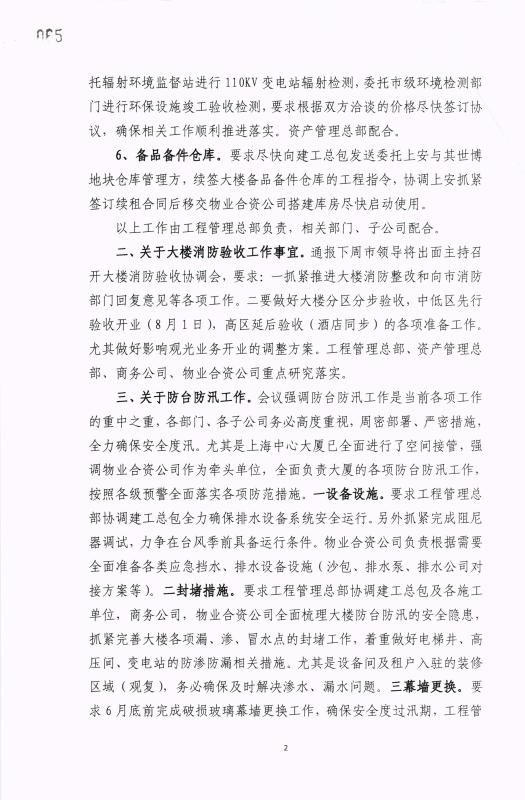 085
托辐射环境监督站进行 110KV 变电站辐射检测，委托市级环境检测部
门进行环保设施竣工验收检测，要求根据双方洽谈的价格尽快签订协
议，确保相关工作顺利推进落实。资产管理总部配合。
6、备品备件仓库。要求尽快向建工总包发送委托上安与其世博
地块仓库管理方，续签大楼备品备件仓库的工程指令，协调上安抓紧
签订续租合同后移交物业合资公司搭建库房尽快启动使用。
以上工作由工程管理总部负责，相关部门、子公司配合。
二、关于大楼消防验收工作事宜。通报下周市领导将出面主持召
开大楼消防验收协调会，要求：一抓紧推进大楼消防整改和向市消防
部门回复意见等各项工作。二要做好大楼分区分步验收，中低区先行
验收开业（8 月 1 日），高区延后验收（酒店同步）的各项准备工作。
尤其做好影响观光业务开业的调整方案。工程管理总部、资产管理总
部、商务公司、物业合资公司重点研究落实。
三、关于防台防汛工作。会议强调防台防汛工作是当前各项工作
的重中之重，各部门、各子公司务必高度重视，周密部署、严密措施，
全力确保安全度汛。尤其是上海中心大厦已全面进行了空间接管，强
调物业合资公司作为牵头单位，全面负责大厦的各项防台防汛工作，
按照各级预警全面落实各项防范措施。一设备设施。要求工程管理总
部协调建工总包全力确保排水设备系统安全运行。另外抓紧完成阻尼
器调试，力争在台风季前具备运行条件。物业合资公司负责根据需要
全面准备各类应急挡水、排水设备设施（沙包、排水泵、排水公司对
接方案等）。二封堵措施。要求工程管理总部协调建工总包及各施工
单位，商务公司，物业合资公司全面梳理大楼防台防汛的安全隐患，
抓紧完善大楼各项漏、渗、冒水点的封堵工作，着重做好电梯井、高
压间、变电站的防渗防漏相关措施。尤其是设备间及租户入驻的装修
区域（观复），务必确保及时解决渗水、漏水问题。三幕墙更换。要
求 6 月底前完成破损玻璃幕墙更换工作，确保安全度过汛期，工程管
2